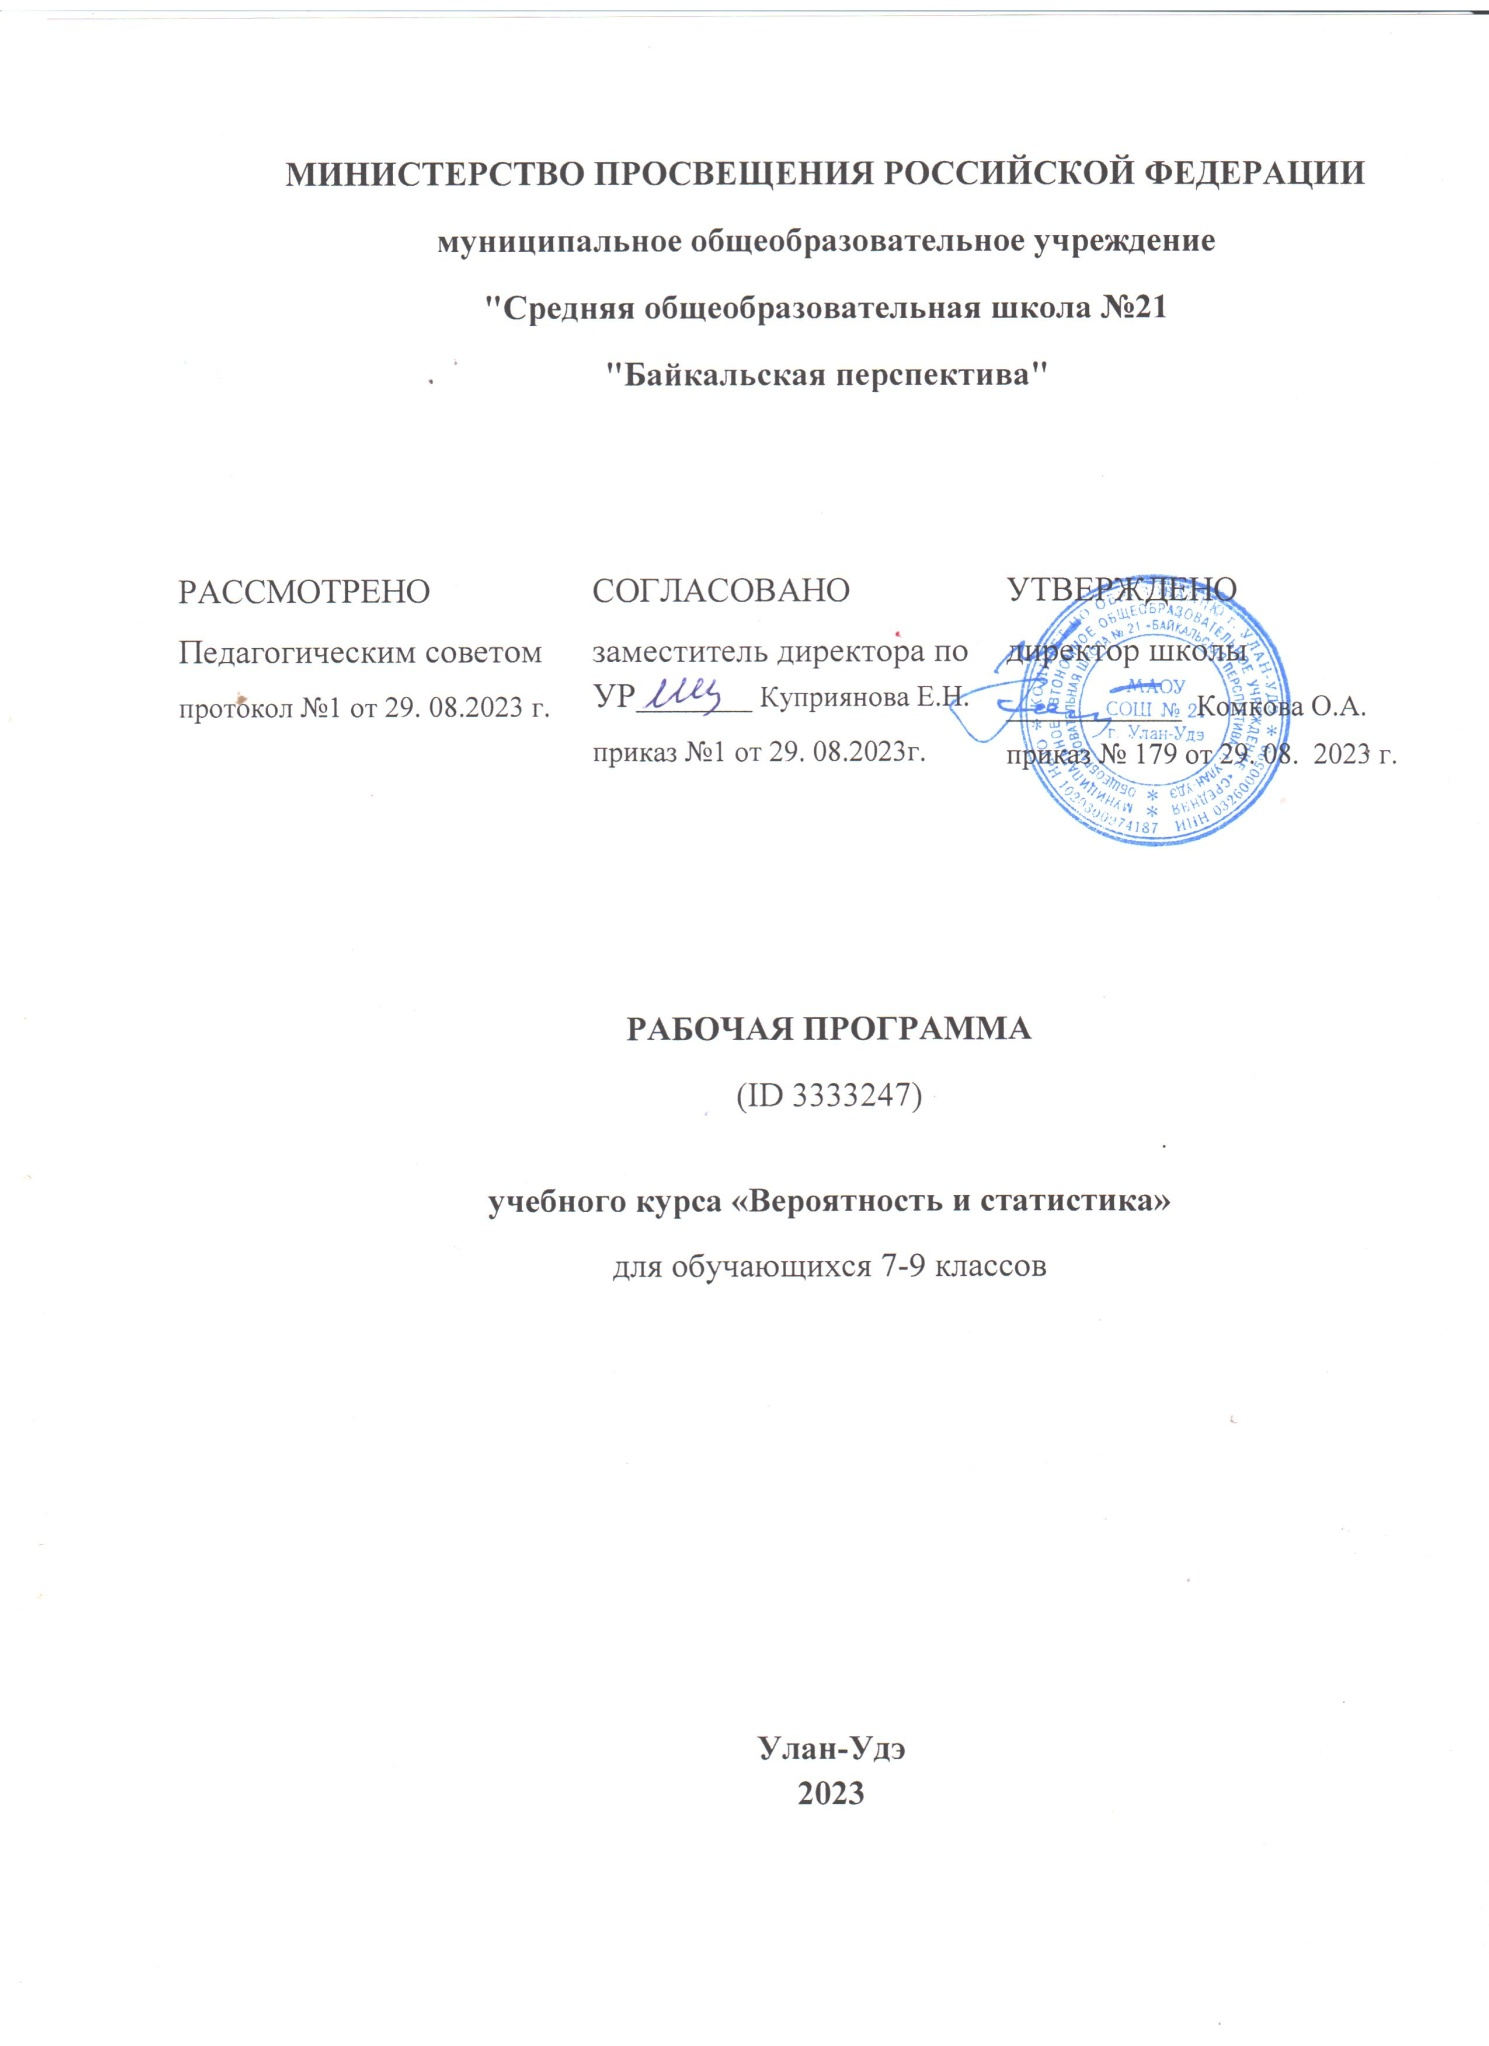 МИНИСТЕРСТВО ПРОСВЕЩЕНИЯ РОССИЙСКОЙ ФЕДЕРАЦИИ
муниципальное общеобразовательное учреждение
"Средняя общеобразовательная школа №21
"Байкальская перспектива"
РАССМОТРЕНО
Педагогическим советом
протокол №1 от 29. 08.2023 г.
СОГЛАСОВАНО
заместитель директора по
УР________ Куприянова Е.Н.
приказ №1 от 29. 08.2023г.
УТВЕРЖДЕНО
директор школы
____________ Комкова О.А.
приказ № 179 от 29. 08. 2023 г.
МАОУ
СОШ № 2
г. Улан-Удэ
РАБОЧАЯ ПРОГРАММА
(ID 3333247)
учебного курса «Вероятность и статистика»
для обучающихся 7-9 классов
Улан-Удэ
2023